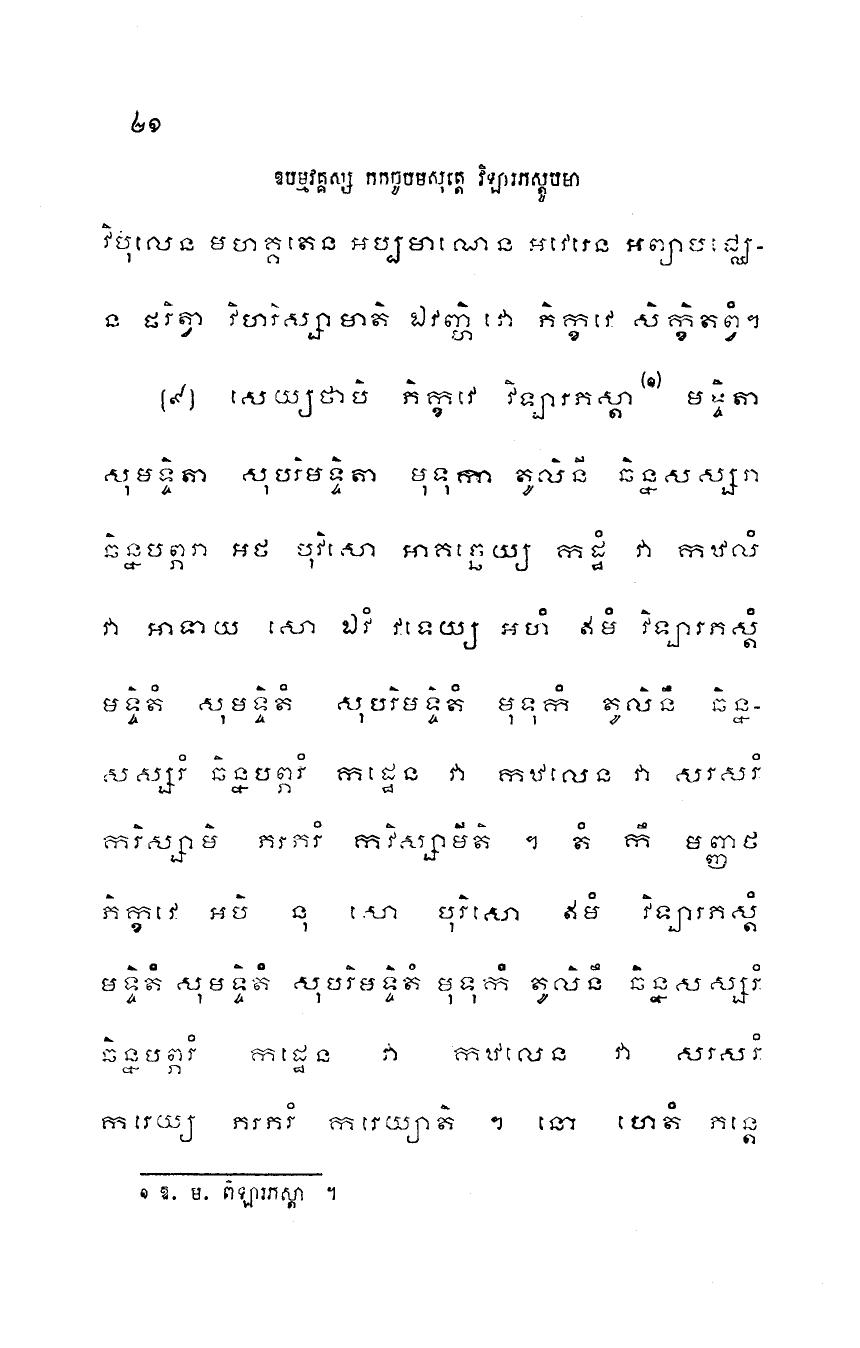 ២១
ឧបម្មវគ្គស្ស កកចូបមសុត្តេ វិឡារភស្តូបមា
វិបុលេន មហគ្គតេន អប្បមាណេន អវេរេន អព្យាបជ្ឈេ-
ន ផរិត្វា វិហរិស្សាមាតិ ឯវញ្ហិ វោ ភិក្ខវេ សិក្ខិតព្វំ។
[៩] សេយ្យថាបិ ភិក្ខវេ វិឡារភស្តា (១) មទ្ទិតា
សុមទ្ទិតា សុបរិមទ្ទិតា មុទុកា តូលិនី ឆិន្នសស្សរា
ឆិន្នបព្ភរា អថ បុរិសោ អាគច្ឆេយ្យ កដ្ឋំ វា កឋលំ
វា អាទាយ សោ ឯវំ វទេយ្យ អហំ ឥមំ វិឡារភស្តំ
មទ្ទិតំ សុមទ្ទិតំ សុបរិមទ្ទិតំ មុទុកំ តូលិនឹ ឆិន្ន-
សស្សរំ ឆិន្នបព្ភរំ កដ្ឋេន វា កឋលេន វា សរសរំ
ករិស្សាមិ ភរភរំ ករិស្សាមីតិ ។ តំ កឹ មញ្ញថ
ភិក្ខវេ អបិ នុ សោ បុរិសោ ឥមំ វិឡារភស្តំ
មទ្ទិតំ សុមទ្ទិតំ សុបរិមទ្ទិតំ មុទុកំ តូលិនឹ ឆិន្នសស្សរំ
ឆិន្នបព្ភរំ កដ្ឋេន វា កឋលេន វា សរសរំ
ករេយ្យ ភរភរំ ករេយ្យាតិ ។ នោ ហេតំ ភន្តេ
១ ឱ. ម. ពិឡារភស្តា ។